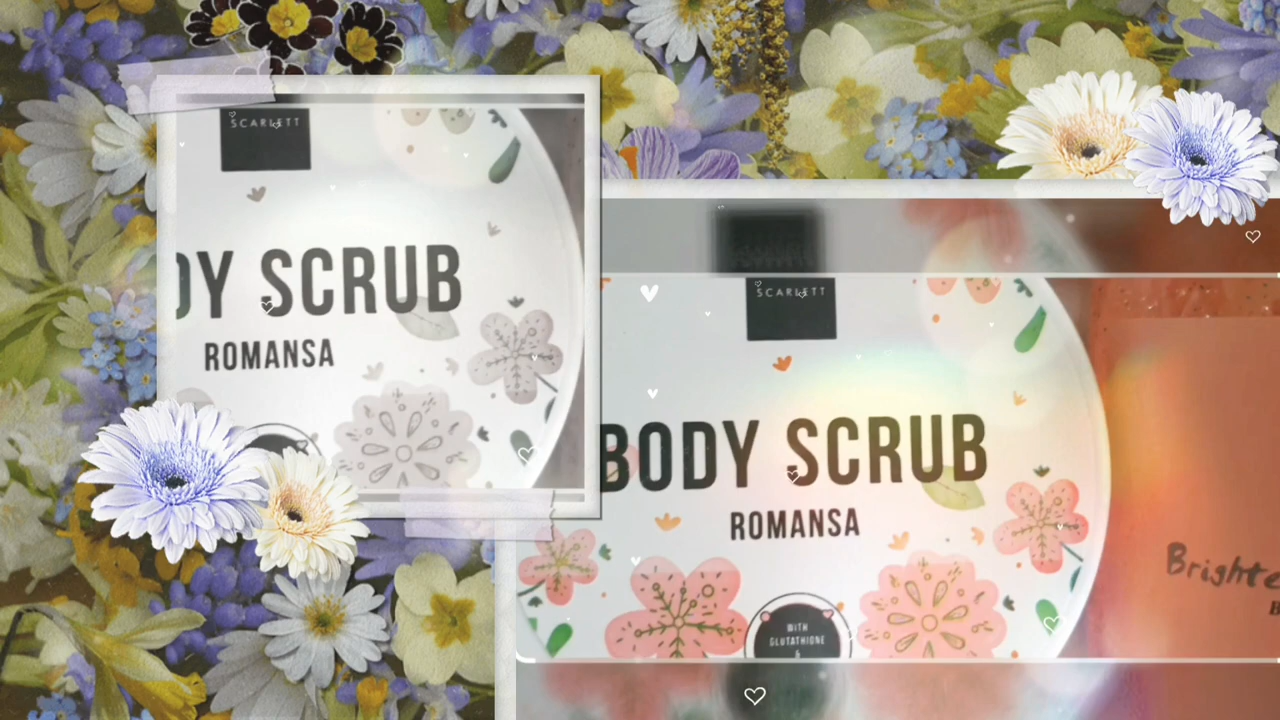 SCARLETT
DY SCRUB
ROMANSA
SCARLETT
BODY SCRUB
ROMANSA
WITH
GLUTATHIONE
&
Brighte